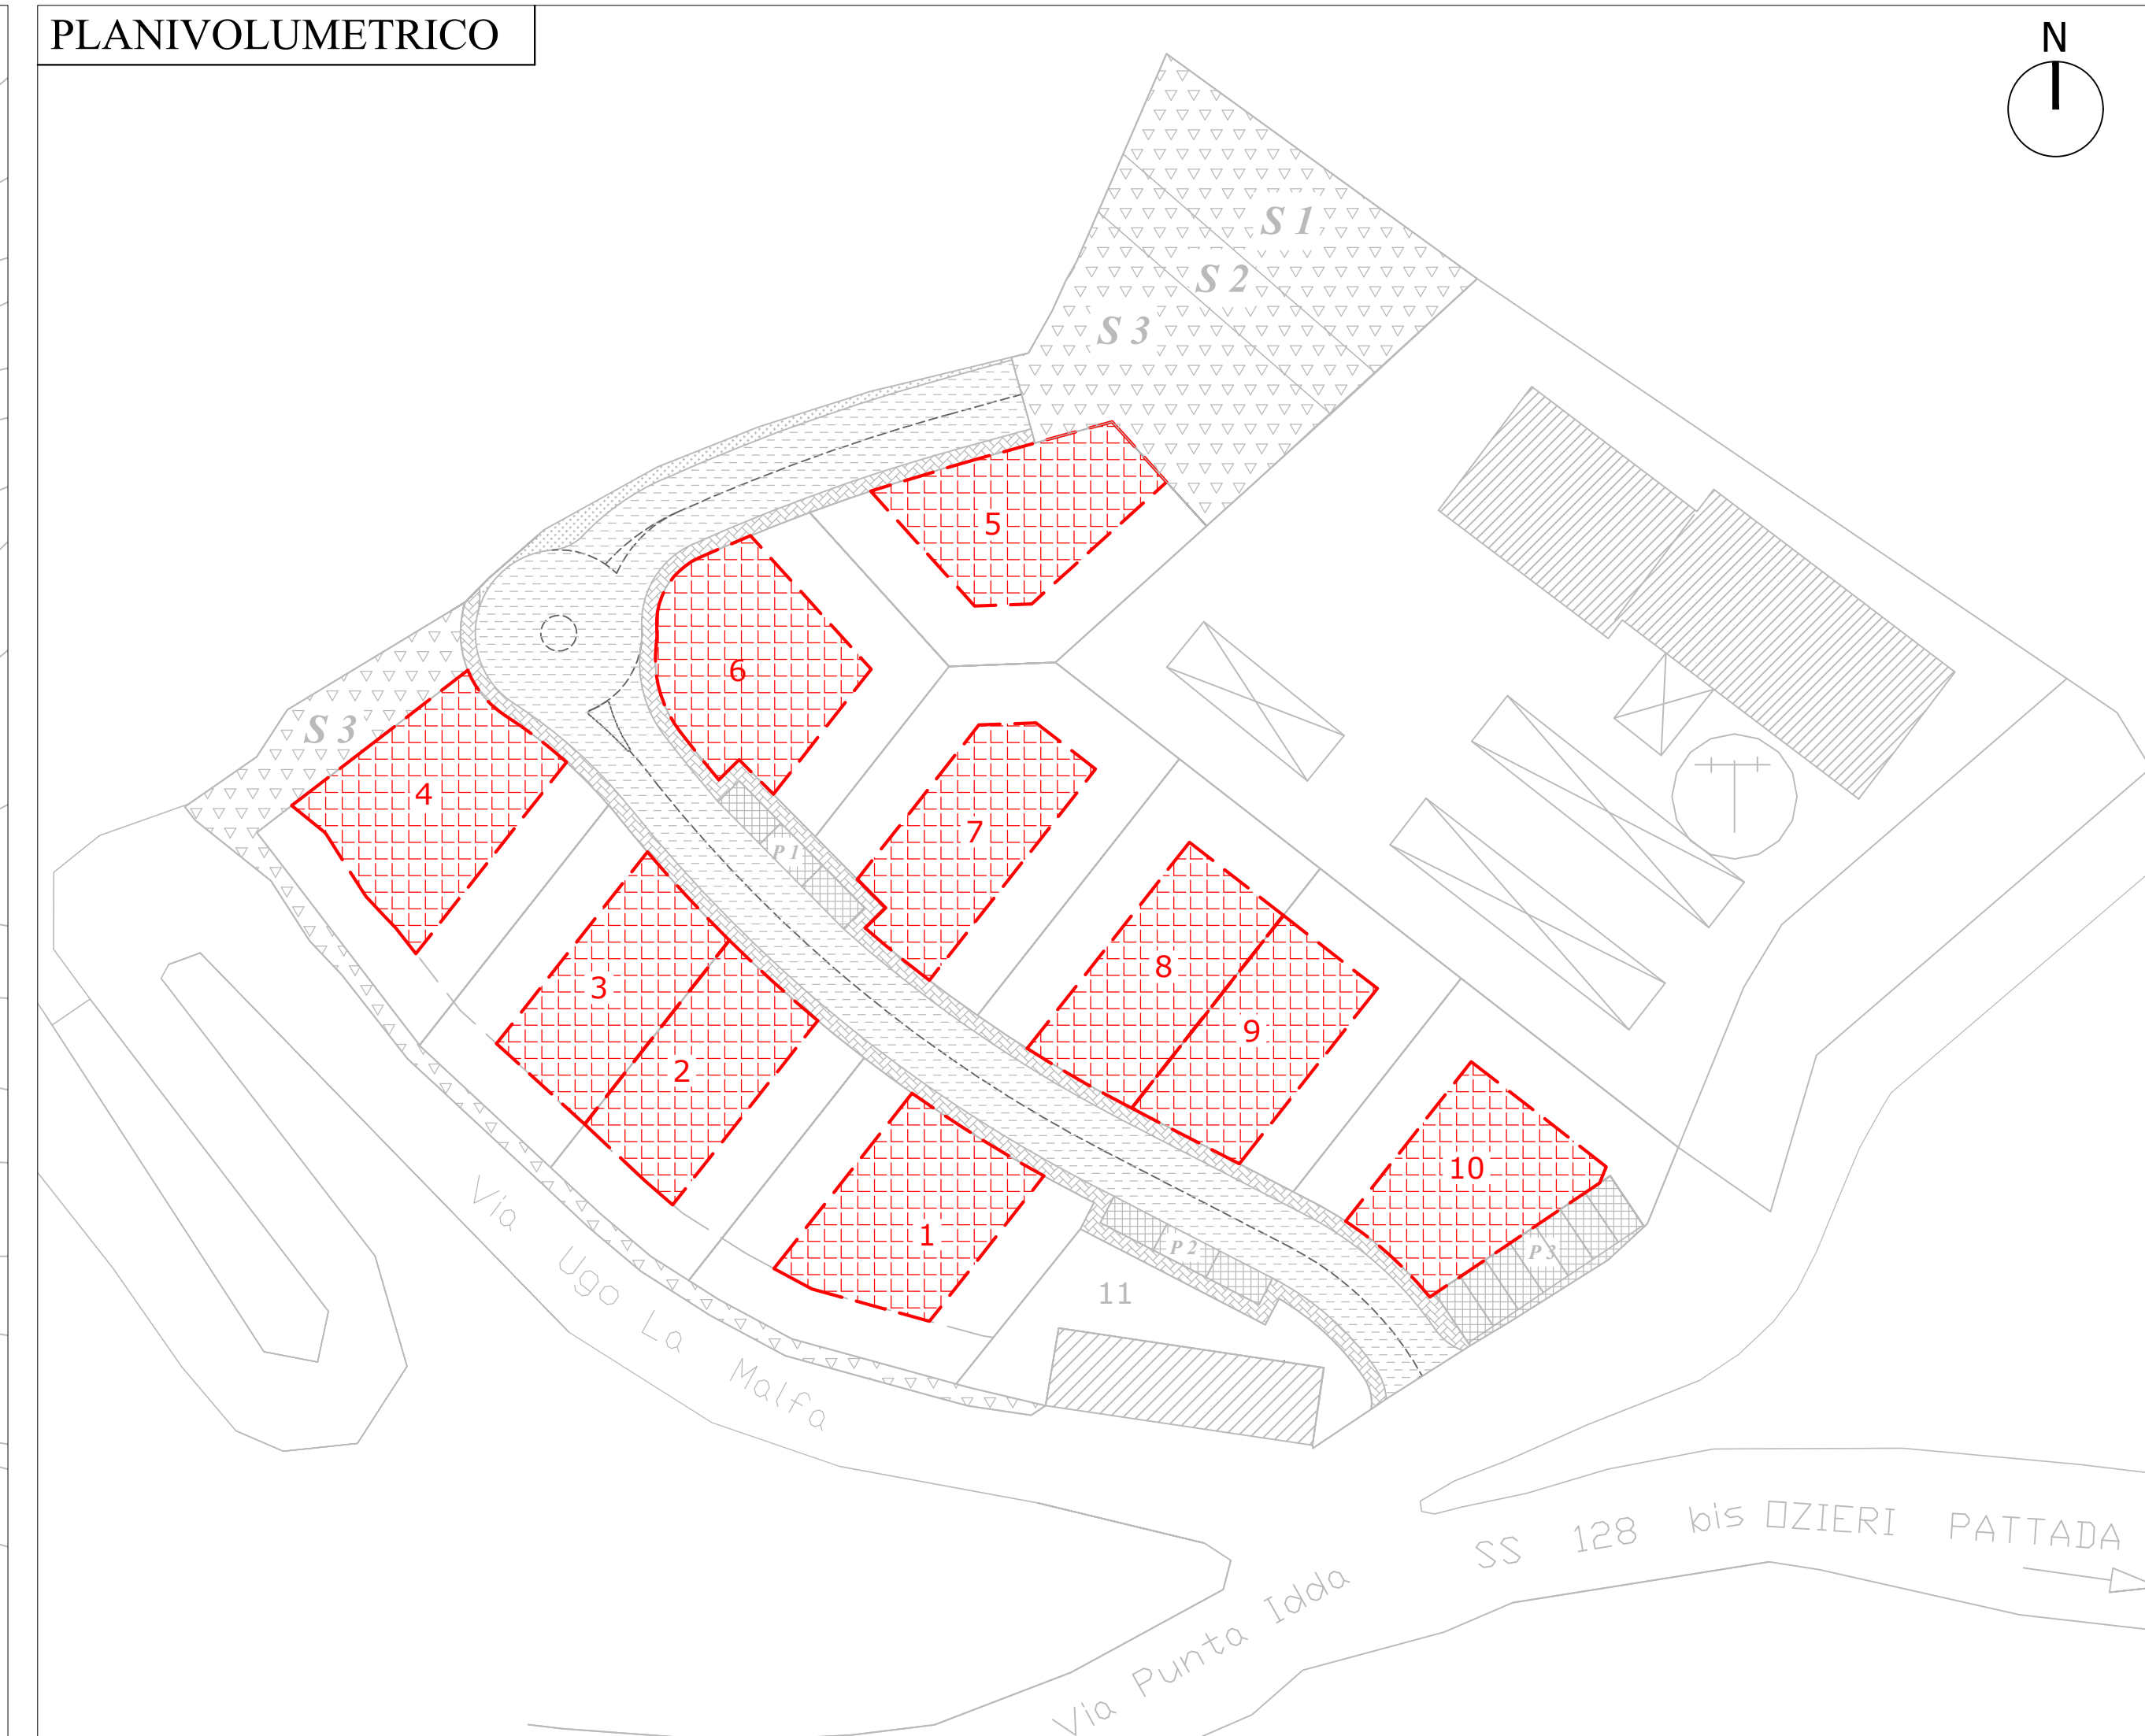 PLANIVOLUMETRICO
N
S 1
S 2
S 3
5
6
S 3
4
7
P 1
8
3
9
2
10
1
P 2
P 3
11
Via Ugo La Malfa
SS 128 bis OZIERI PATTADA
Via Punta Idda